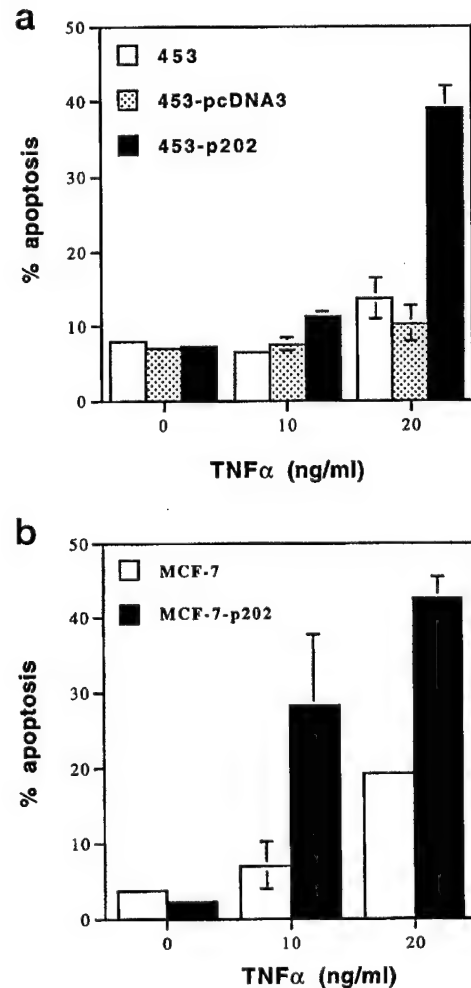 a
50
40
30
20
10
0
% apoptosis
453
453-pcDNA3
453-p202
0 10 20
TNFα (ng/ml)
b
50
40
30
20
10
0
% apoptosis
MCF-7
MCF-7-p202
0 10 20
TNFα (ng/ml)